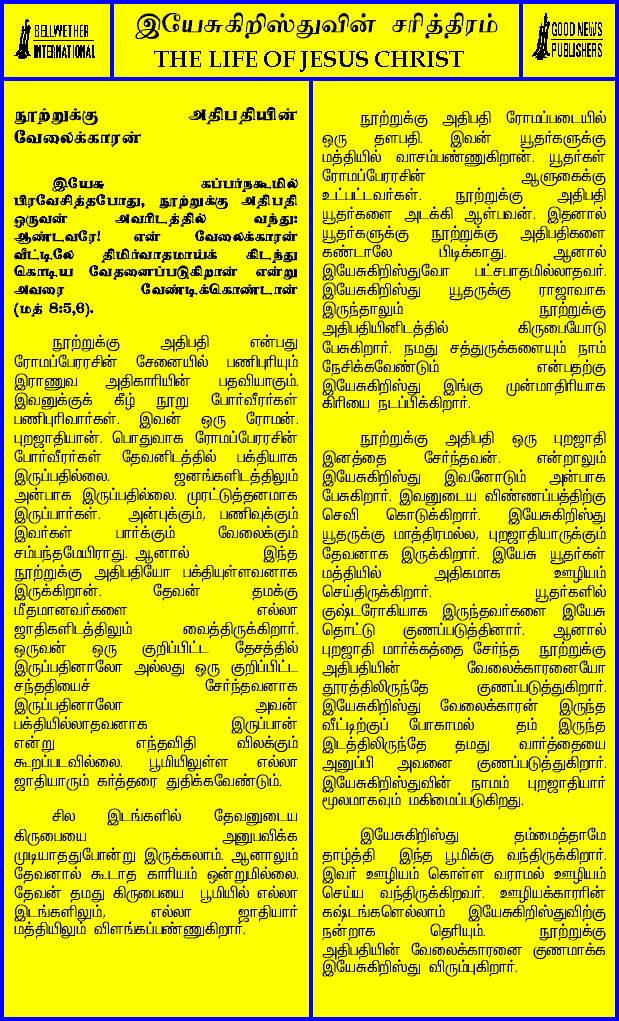 BELLWETHER
INTERNATIONAL
இயேசுகிறிஸ்துவின் சரித்திரம்
THE LIFE OF JESUS CHRIST
GOOD NEWS
PUBLISHERS
நூற்றுக்கு அதிபதியின்
வேலைக்காரன்
இயேசு கப்பர்நகூமில்
பிரவேசித்தபோது, நூற்றுக்கு அதிபதி
ஒருவன் அவரிடத்தில் வந்து:
ஆண்டவரே! என் வேலைக்காரன்
வீட்டிலே திமிர்வாதமாய்க் கிடந்து
கொடிய வேதனைப்படுகிறான் என்று
அவரை வேண்டிக்கொண்டான்
(மத் 8:5,6).
நூற்றுக்கு அதிபதி என்பது
ரோமப்பேரரசின் சேனையில் பணிபுரியும்
இராணுவ அதிகாரியின் பதவியாகும்.
இவனுக்குக் கீழ் நூறு போர்வீரர்கள்
பணிபுரிவார்கள். இவன் ஒரு ரோமன்.
புறஜாதியான். பொதுவாக ரோமப்பேரரசின்
போர்வீரர்கள் தேவனிடத்தில் பக்தியாக
இருப்பதில்லை. ஜனங்களிடத்திலும்
அன்பாக இருப்பதில்லை. முரட்டுத்தனமாக
இருப்பார்கள். அன்புக்கும், பணிவுக்கும்
இவர்கள் பார்க்கும் வேலைக்கும்
சம்பந்தமேயிராது. ஆனால் இந்த
நூற்றுக்கு அதிபதியோ பக்தியுள்ளவனாக
இருக்கிறான். தேவன் தமக்கு
மீதமானவர்களை எல்லா
ஜாதிகளிடத்திலும் வைத்திருக்கிறார்.
ஒருவன் ஒரு குறிப்பிட்ட தேசத்தில்
இருப்பதினாலோ அல்லது ஒரு குறிப்பிட்ட
சந்ததியைச் சேர்ந்தவனாக
இருப்பதினாலோ அவன்
பக்தியில்லாதவனாக இருப்பான்
என்று எந்தவிதி விலக்கும்
கூறப்படவில்லை. பூமியிலுள்ள எல்லா
ஜாதியாரும் கர்த்தரை துதிக்கவேண்டும்.
சில இடங்களில் தேவனுடைய
கிருபையை அனுபவிக்க
முடியாததுபோன்று இருக்கலாம். ஆனாலும்
தேவனால் கூடாத காரியம் ஒன்றுமில்லை.
தேவன் தமது கிருபையை பூமியில் எல்லா
இடங்களிலும், எல்லா ஜாதியார்
மத்தியிலும் விளங்கப்பண்ணுகிறார்.
நூற்றுக்கு அதிபதி ரோமப்படையில்
ஒரு தளபதி. இவன் யூதர்களுக்கு
மத்தியில் வாசம்பண்ணுகிறான். யூதர்கள்
ரோமப்பேரரசின் ஆளுகைக்கு
உட்பட்டவர்கள். நூற்றுக்கு அதிபதி
யூதர்களை அடக்கி ஆள்பவன். இதனால்
யூதர்களுக்கு நூற்றுக்கு அதிபதிகளை
கண்டாலே பிடிக்காது. ஆனால்
இயேசுகிறிஸ்துவோ பட்சபாதமில்லாதவர்.
இயேசுகிறிஸ்து யூதருக்கு ராஜாவாக
இருந்தாலும் நூற்றுக்கு
அதிபதியினிடத்தில் கிருபையோடு
பேசுகிறார். நமது சத்துருக்களையும் நாம்
நேசிக்கவேண்டும் என்பதற்கு
இயேசுகிறிஸ்து இங்கு முன்மாதிரியாக
கிரியை நடப்பிக்கிறார்.
நூற்றுக்கு அதிபதி ஒரு புறஜாதி
இனத்தை சேர்ந்தவன். என்றாலும்
இயேசுகிறிஸ்து இவனோடும் அன்பாக
பேசுகிறார். இவனுடைய விண்ணப்பத்திற்கு
செவி கொடுக்கிறார். இயேசுகிறிஸ்து
யூதருக்கு மாத்திரமல்ல, புறஜாதியாருக்கும்
தேவனாக இருக்கிறார். இயேசு யூதர்கள்
மத்தியில் அதிகமாக ஊழியம்
செய்திருக்கிறார். யூதர்களில்
குஷ்டரோகியாக இருந்தவர்களை இயேசு
தொட்டு குணப்படுத்தினார். ஆனால்
புறஜாதி மார்க்கத்தை சேர்ந்த நூற்றுக்கு
அதிபதியின் வேலைக்காரனையோ
தூரத்திலிருந்தே குணப்படுத்துகிறார்.
இயேசுகிறிஸ்து வேலைக்காரன் இருந்த
வீட்டிற்குப் போகாமல் தம் இருந்த
இடத்திலிருந்தே தமது வார்த்தையை
அனுப்பி அவனை குணப்படுத்துகிறார்.
இயேசுகிறிஸ்துவின் நாமம் புறஜாதியார்
மூலமாகவும் மகிமைப்படுகிறது.
இயேசுகிறிஸ்து தம்மைத்தாமே
தாழ்த்தி இந்த பூமிக்கு வந்திருக்கிறார்.
இவர் ஊழியம் கொள்ள வராமல் ஊழியம்
செய்ய வந்திருக்கிறவர். ஊழியக்காரரின்
கஷ்டங்களெல்லாம் இயேசுகிறிஸ்துவிற்கு
நன்றாக தெரியும். நூற்றுக்கு
அதிபதியின் வேலைக்காரனை குணமாக்க
இயேசுகிறிஸ்து விரும்புகிறார்.